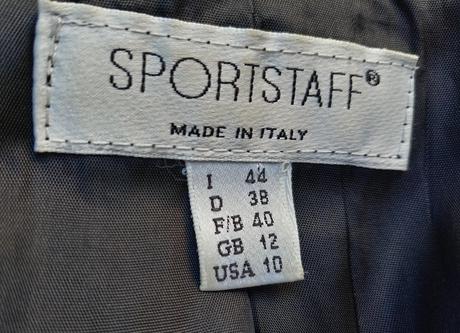 SPORTSTAFF®
MADE IN ITALY
I 44
D 38
F/B 40
GB 12
USA 10